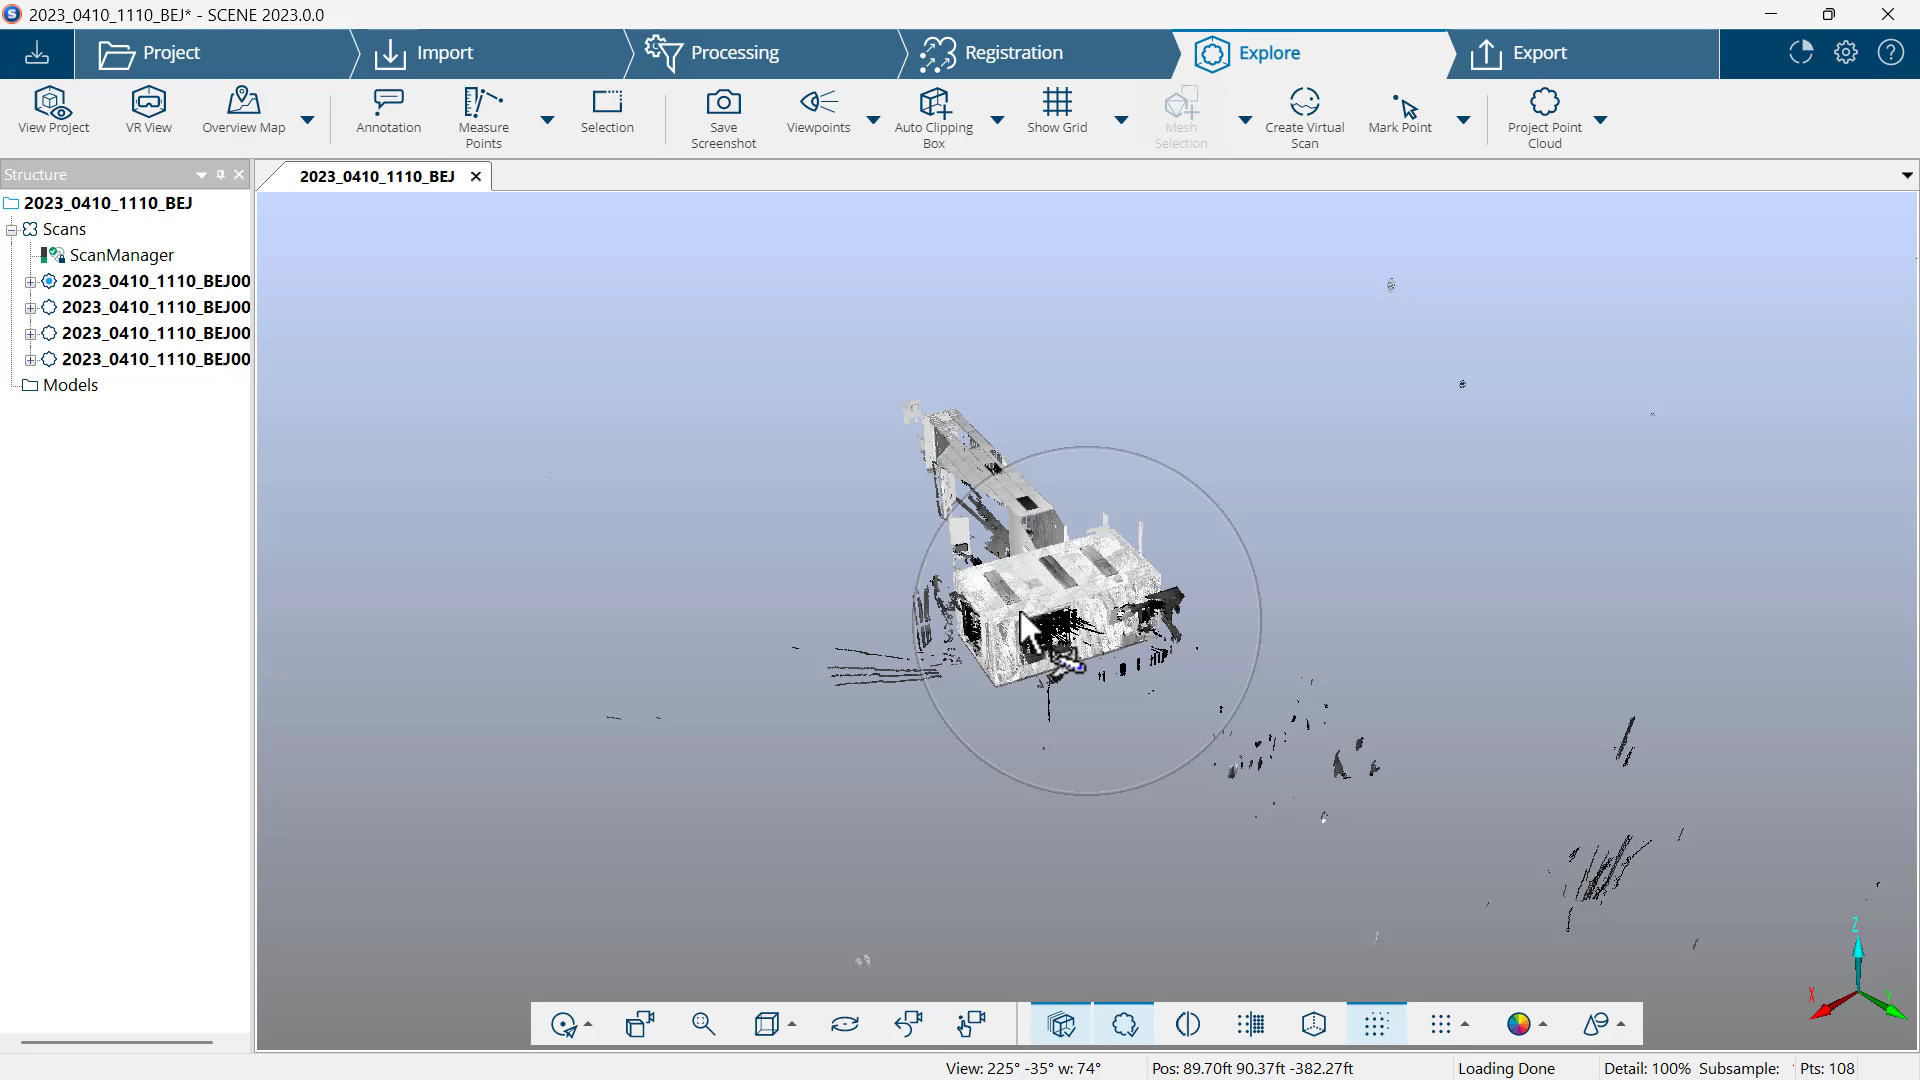 2023_0410_1110_BEJ* - SCENE 2023.0.0
Project
Import
Processing
Registration
Explore
Export
View Project
VR View
Overview Map
Annotation
Measure Points
Selection
Save Screenshot
Viewpoints
Auto Clipping Box
Show Grid
Mesh Selection
Create Virtual Scan
Mark Point
Project Point Cloud
Structure
2023_0410_1110_BEJ
2023_0410_1110_BEJ
Scans
ScanManager
2023_0410_1110_BEJ00
2023_0410_1110_BEJ00
2023_0410_1110_BEJ00
2023_0410_1110_BEJ00
Models
Z
X
Y
View: 225° -35° w: 74°
Pos: 89.70ft 90.37ft -382.27ft
Loading Done
Detail: 100%
Subsample:
Pts: 108